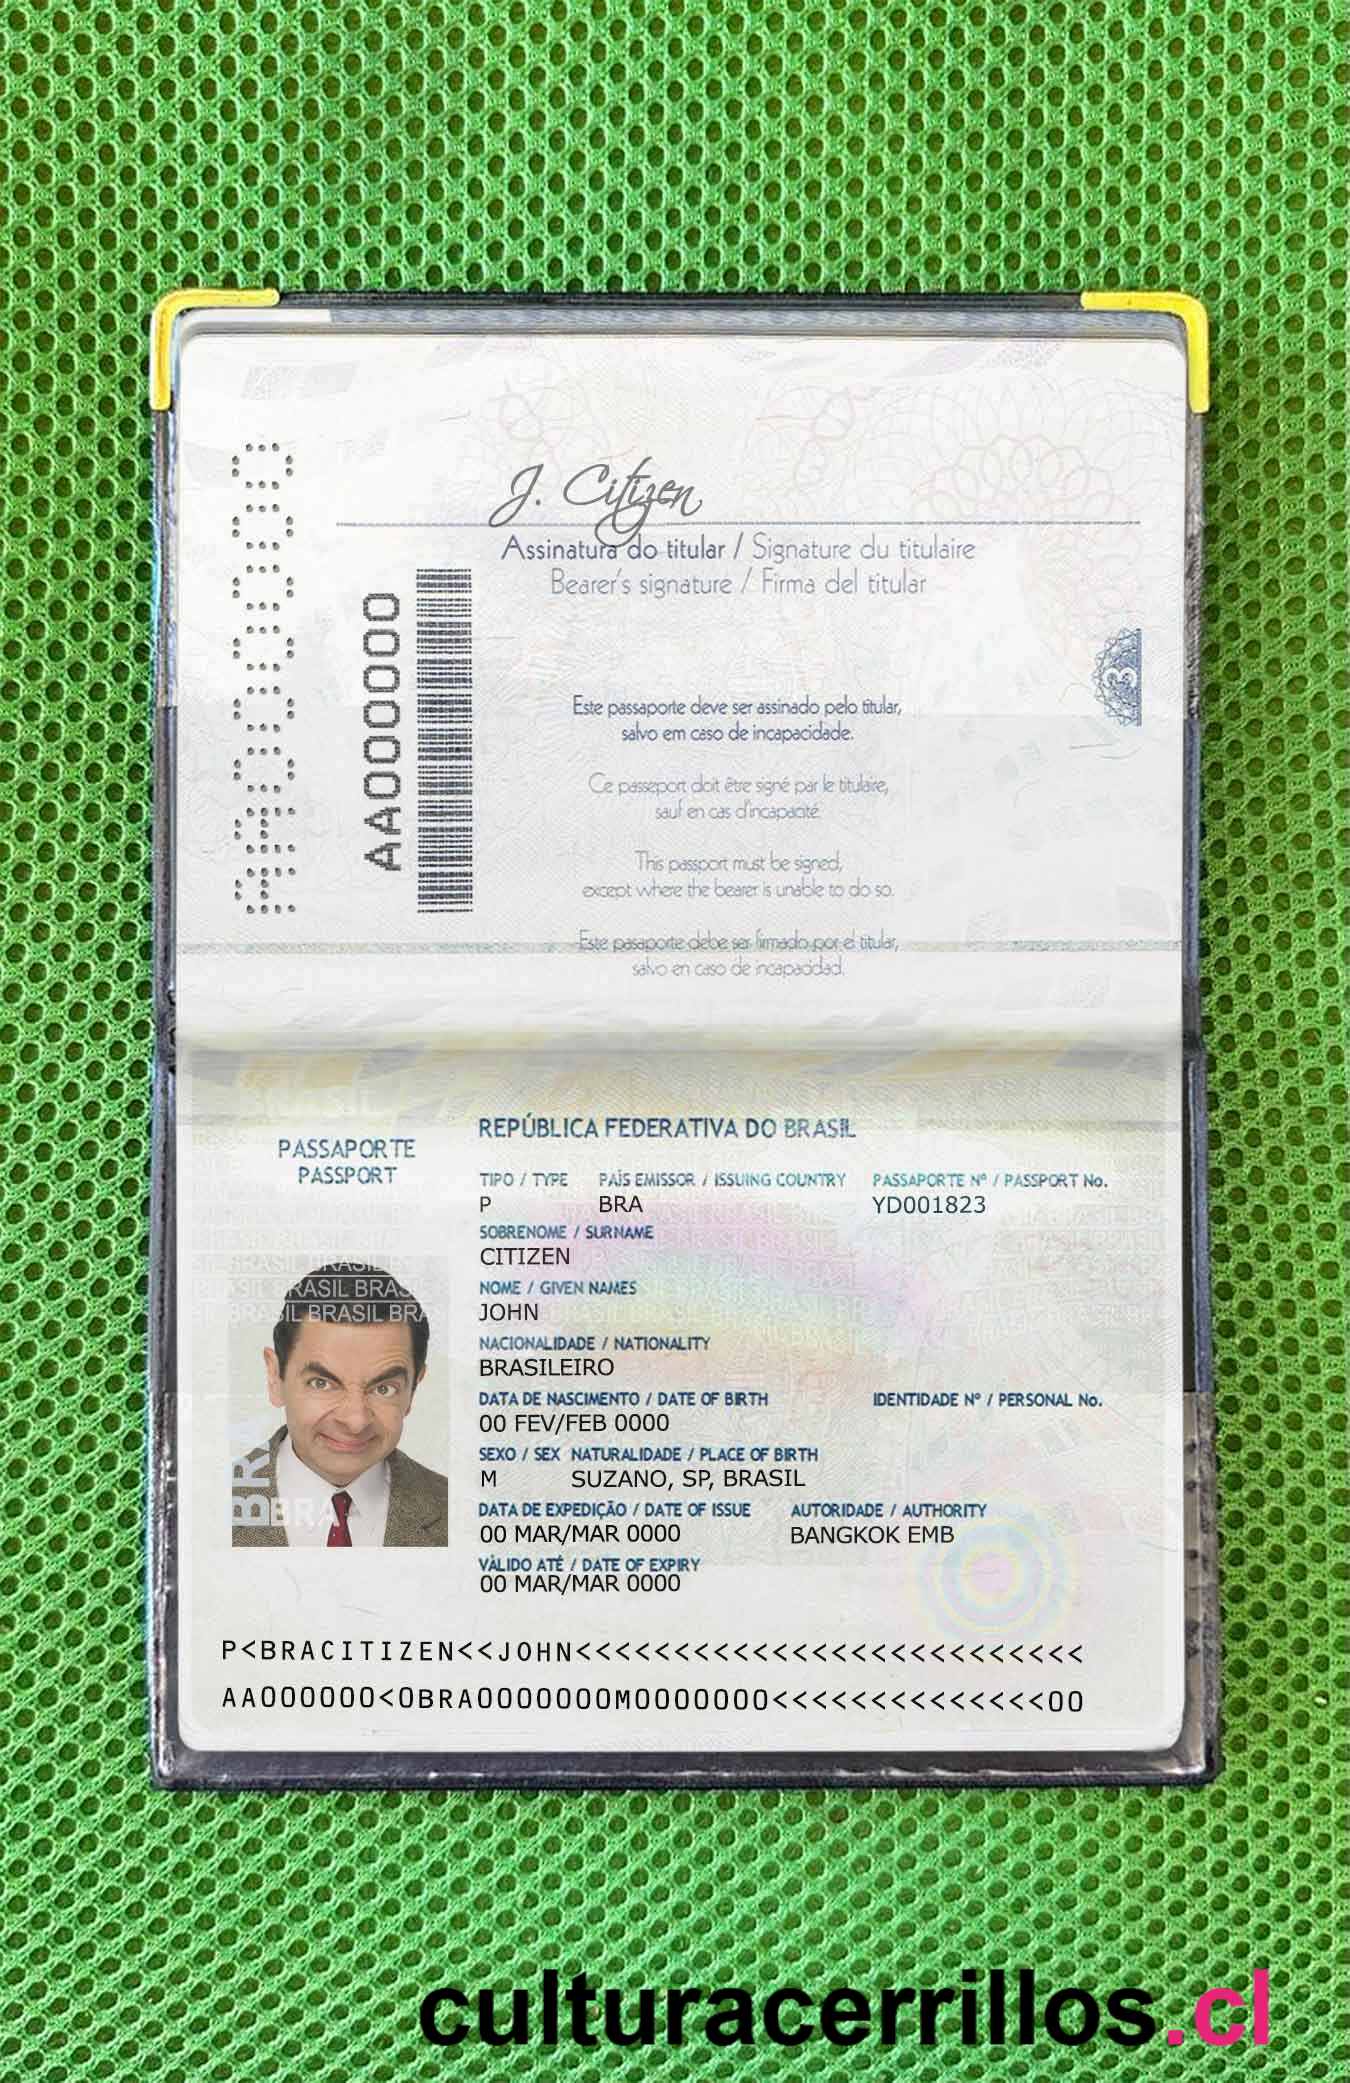 J. Citizen
Assinatura do titular / Signature du titulaire
Bearer's signature / Firma del titular
AA000000
AA000000
3
Este passaporte deve ser assinado pelo titular,
salvo em caso de incapacidade.
Ce passeport doit être signé par le titulaire,
sauf en cas d'incapacité.
This passport must be signed,
except where the bearer is unable to do so.
Este pasaporte debe ser firmado por el titular,
salvo en caso de incapacidad.
REPÚBLICA FEDERATIVA DO BRASIL
PASSAPORTE
PASSPORT
TIPO / TYPE PAÍS EMISSOR / ISSUING COUNTRY PASSAPORTE Nº / PASSPORT No.
P BRA YD001823
SOBRENOME / SURNAME
CITIZEN
NOME / GIVEN NAMES
JOHN
NACIONALIDADE / NATIONALITY
BRASILEIRO
DATA DE NASCIMENTO / DATE OF BIRTH IDENTIDADE Nº / PERSONAL No.
00 FEV/FEB 0000
SEXO / SEX NATURALIDADE / PLACE OF BIRTH
M SUZANO, SP, BRASIL
DATA DE EXPEDIÇÃO / DATE OF ISSUE AUTORIDADE / AUTHORITY
00 MAR/MAR 0000 BANGKOK EMB
VÁLIDO ATÉ / DATE OF EXPIRY
00 MAR/MAR 0000
BRASIL BRASIL
BRA
P<BRACITIZEN<<JOHN<<<<<<<<<<<<<<<<<<<<<<<<<<
AA000000<0BRA0000000M0000000<<<<<<<<<<<<<<00
culturacerrillos.cl